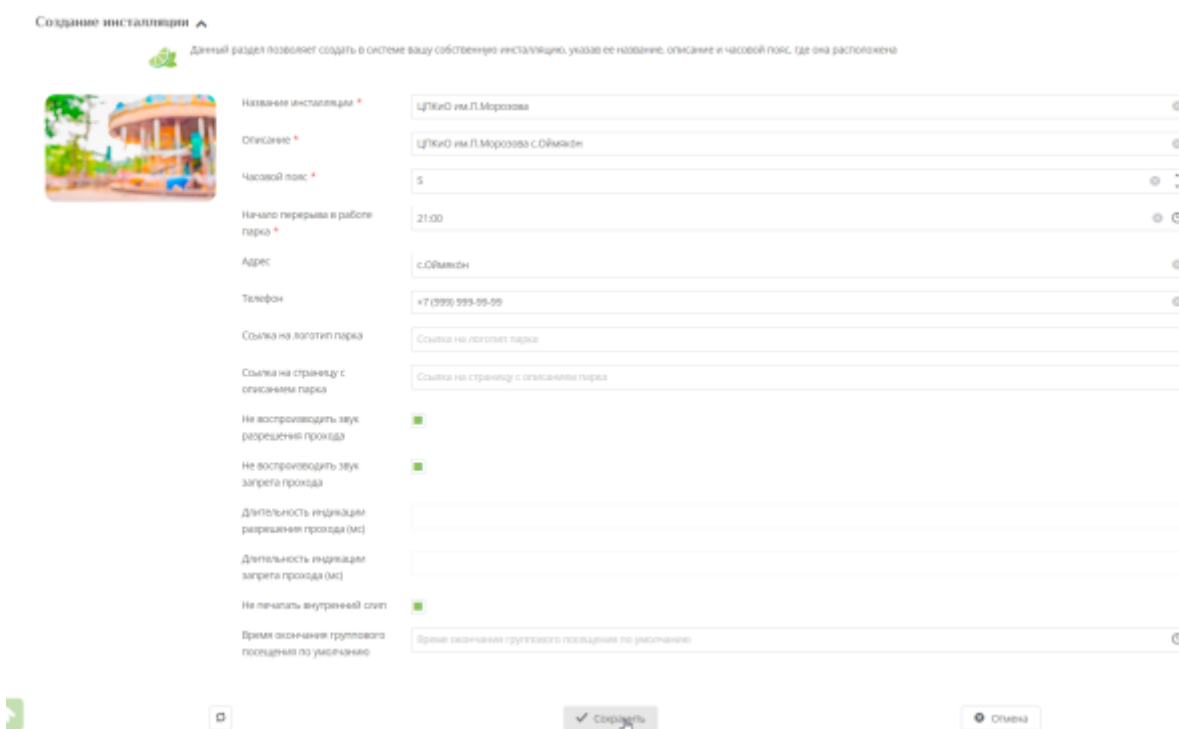 Создание инсталляции
Данный раздел позволяет создать в системе вашу собственную инсталляцию, указав ее название, описание и часовой пояс, где она расположена
Название инсталляции *
ЦПКиО им.П.Морозова
Описание *
ЦПКиО им.П.Морозова с.Оймякон
Часовой пояс *
5
Начало перерыва в работе
парка *
21:00
Адрес
с.Оймякон
Телефон
+7 (999) 999-99-99
Ссылка на логотип парка
Ссылка на логотип парка
Ссылка на страницу с
описанием парка
Ссылка на страницу с описанием парка
Не воспроизводить звук
разрешения прохода
Не воспроизводить звук
запрета прохода
Длительность индикации
разрешения прохода (мс)
Длительность индикации
запрета прохода (мс)
Не печатать внутренний слип
Время окончания группового
посещения по умолчанию
Время окончания группового посещения по умолчанию
Сохранить
Отмена